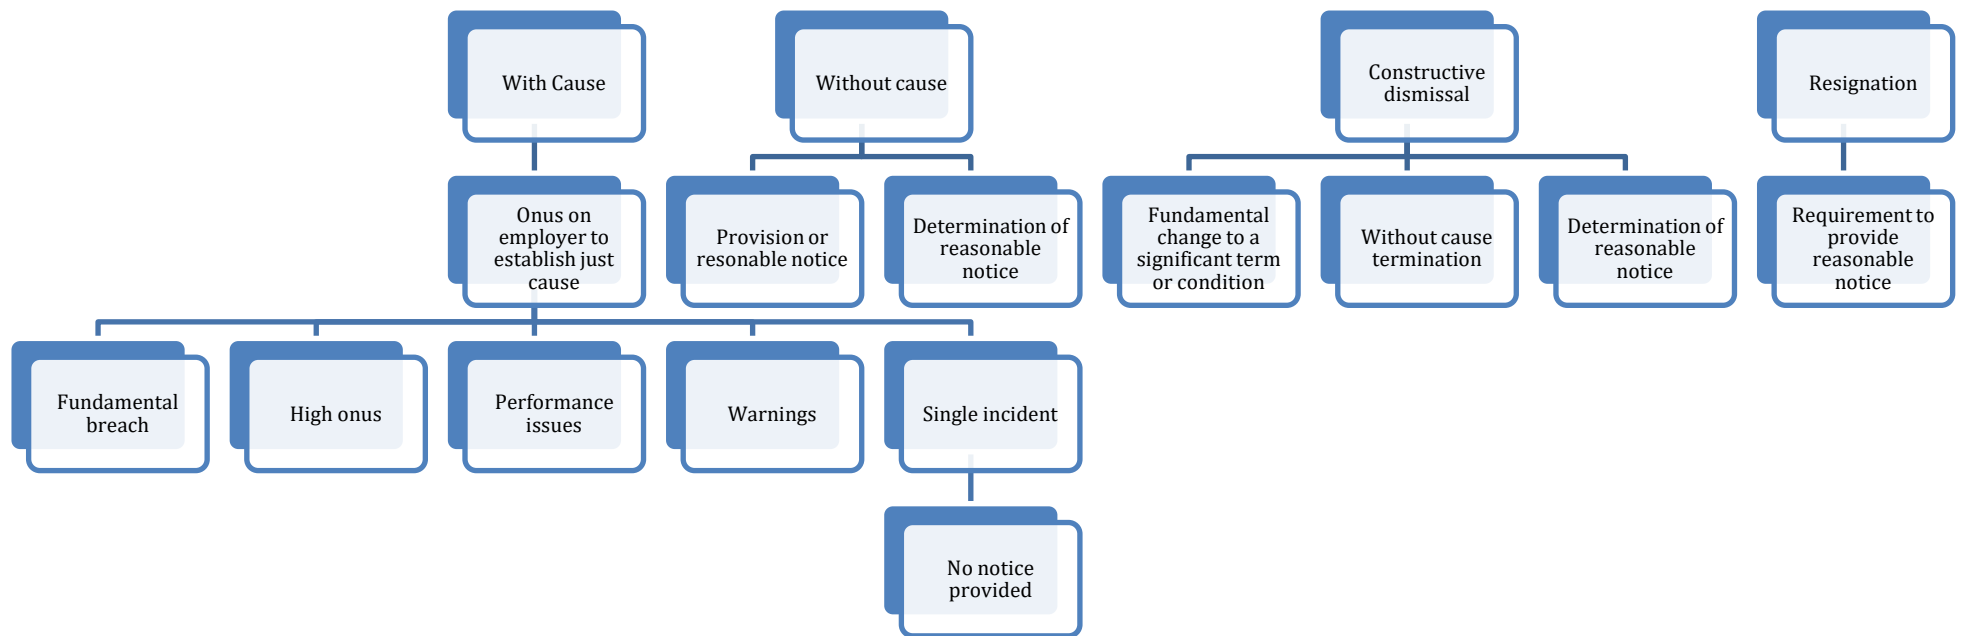 With Cause
Without cause
Constructive
dismissal
Resignation
Onus on
employer to
establish just
cause
Provision or
resonable notice
Determination of
reasonable
notice
Fundamental
change to a
significant term
or condition
Without cause
termination
Determination of
reasonable
notice
Requirement to
provide
reasonable
notice
Fundamental
breach
High onus
Performance
issues
Warnings
Single incident
No notice
provided